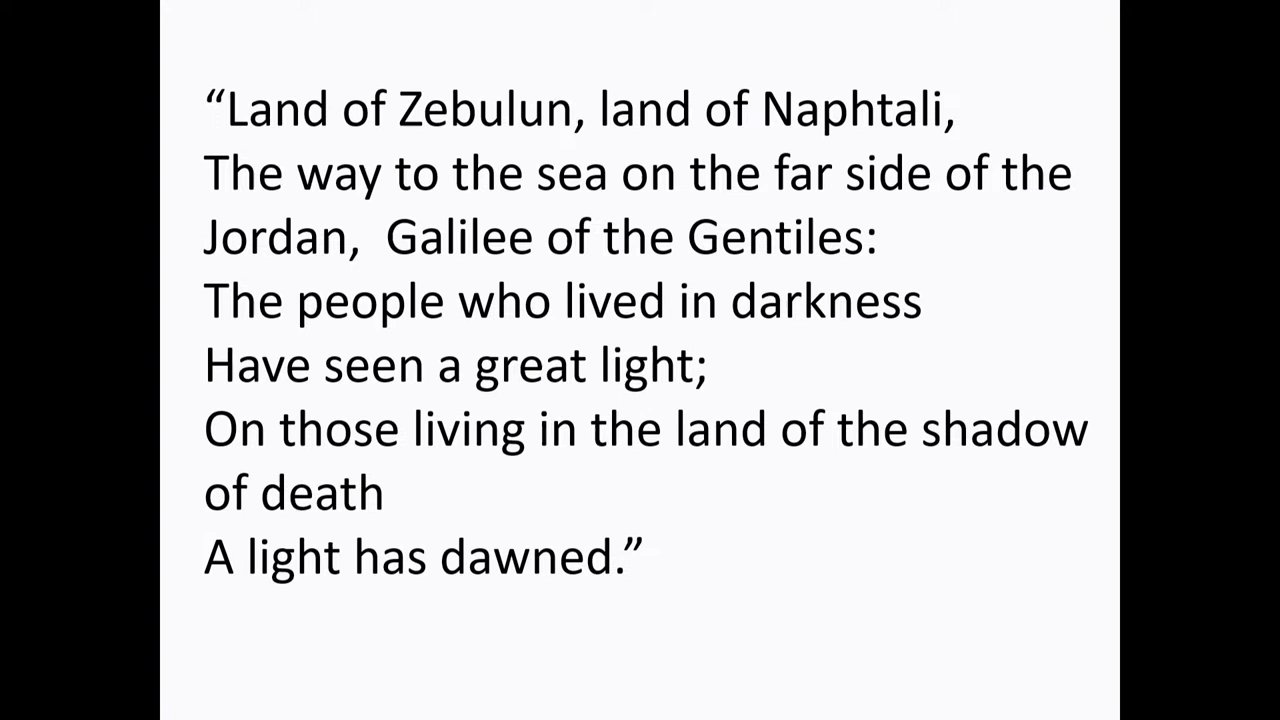 “Land of Zebulun, land of Naphtali,
The way to the sea on the far side of the
Jordan,  Galilee of the Gentiles:
The people who lived in darkness
Have seen a great light;
On those living in the land of the shadow
of death
A light has dawned.”